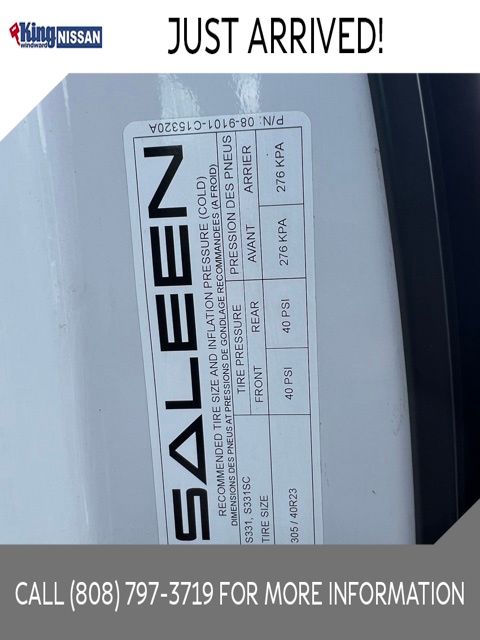 King
windward
NISSAN
JUST ARRIVED!
P/N: 08-9101-C15320A
SALEEN
RECOMMENDED TIRE SIZE AND INFLATION PRESSURE (COLD)
DIMENSIONS DES PNEUS AT PRESSIONS DE GONDLAGE RECOMMANDEES (A FROID)
S331, S331SC TIRE PRESSURE PRESSION DES PNEUS
TIRE SIZE FRONT REAR AVANT ARRIER
305 / 40R23 40 PSI 40 PSI 276 KPA 276 KPA
CALL (808) 797-3719 FOR MORE INFORMATION